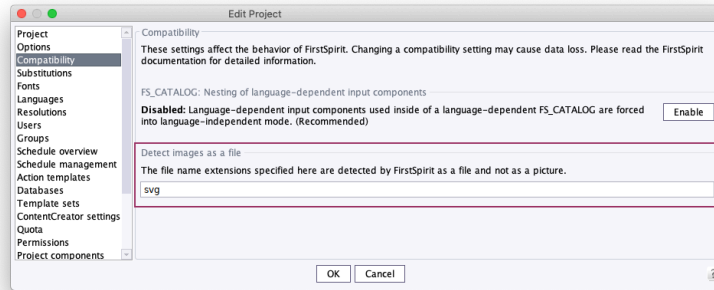 Edit Project
Project
Options
Compatibility
Substitutions
Fonts
Languages
Resolutions
Users
Groups
Schedule overview
Schedule management
Action templates
Databases
Template sets
ContentCreator settings
Quota
Permissions
Project components
Compatibility
These settings affect the behavior of FirstSpirit. Changing a compatibility setting may cause data loss. Please read the FirstSpirit
documentation for detailed information.
FS_CATALOG: Nesting of language-dependent input components
Disabled: Language-dependent input components used inside of a language-dependent FS_CATALOG are forced
into language-independent mode. (Recommended)
Enable
Detect images as a file
The file name extensions specified here are detected by FirstSpirit as a file and not as a picture.
svg
OK
Cancel
?